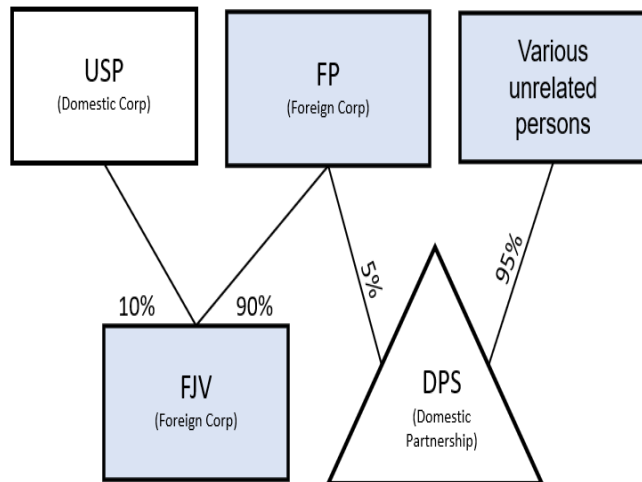 USP
(Domestic Corp)
FP
(Foreign Corp)
Various
unrelated
persons
10%
90%
5%
95%
FJV
(Foreign Corp)
DPS
(Domestic
Partnership)